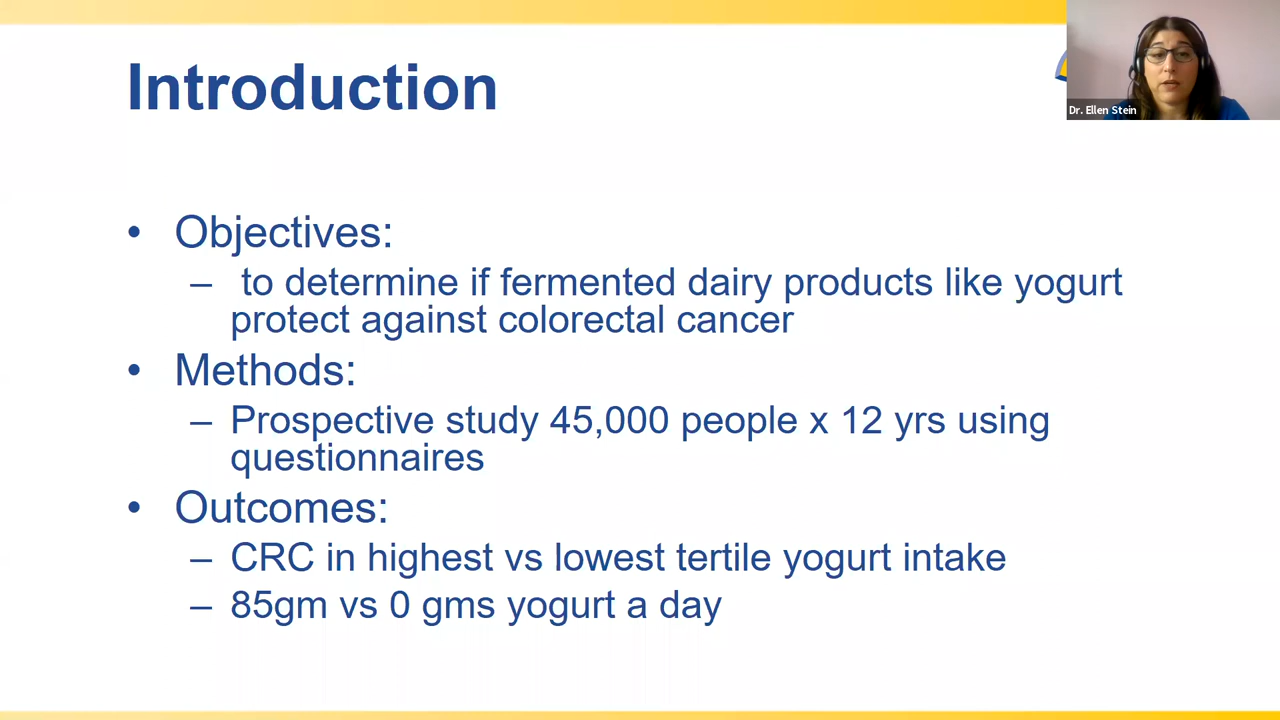 Introduction
Dr. Ellen Stein
• Objectives:
– to determine if fermented dairy products like yogurt
protect against colorectal cancer
• Methods:
– Prospective study 45,000 people x 12 yrs using
questionnaires
• Outcomes:
– CRC in highest vs lowest tertile yogurt intake
– 85gm vs 0 gms yogurt a day